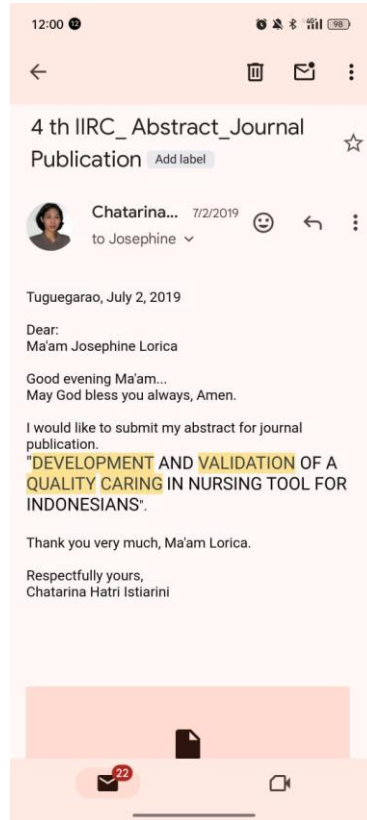 12:00 12
98
4 th IIRC_ Abstract_Journal
Publication Add label
Chatarina... 7/2/2019
to Josephine
Tuguegarao, July 2, 2019
Dear:
Ma'am Josephine Lorica
Good evening Ma'am...
May God bless you always, Amen.
I would like to submit my abstract for journal
publication.
"DEVELOPMENT AND VALIDATION OF A
QUALITY CARING IN NURSING TOOL FOR
INDONESIANS".
Thank you very much, Ma'am Lorica.
Respectfully yours,
Chatarina Hatri Istiarini
22